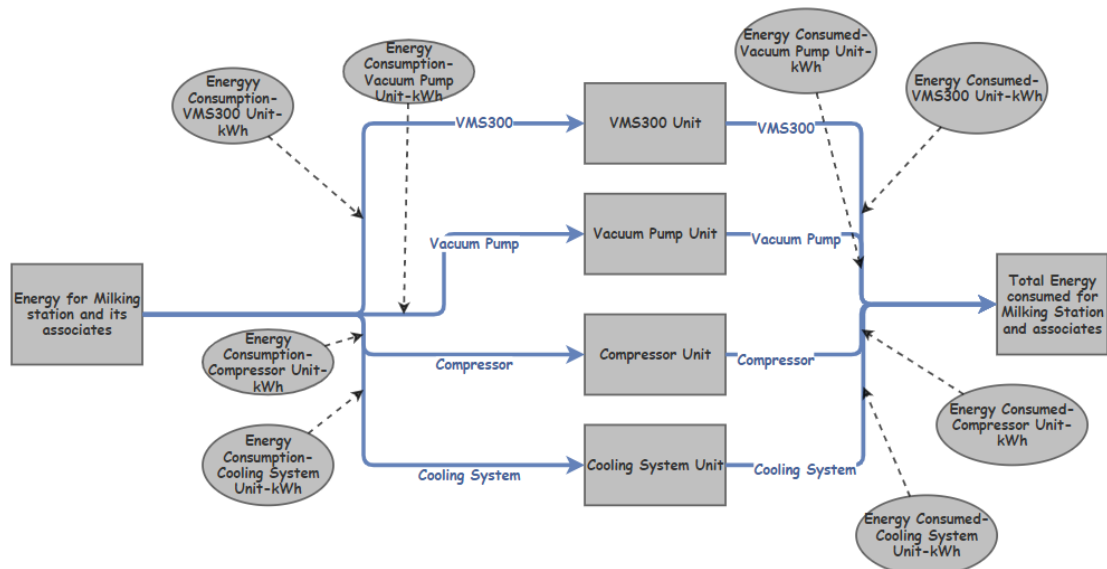 Energy
Consumption-
Vacuum Pump
Unit-kWh
Energyy
Consumption-
VMS300 Unit-
kWh
Energy Consumed-
Vacuum Pump Unit-
kWh
Energy Consumed-
VMS300 Unit-kWh
VMS300
VMS300 Unit
VMS300
Vacuum Pump
Vacuum Pump Unit
Vacuum Pump
Energy for Milking
station and its
associates
Total Energy
consumed for
Milking Station
and associates
Energy
Consumption-
Compressor Unit-
kWh
Compressor
Compressor Unit
Compressor
Energy Consumed-
Compressor Unit-
kWh
Energy
Consumption-
Cooling System
Unit-kWh
Cooling System
Cooling System Unit
Cooling System
Energy Consumed-
Cooling System
Unit-kWh